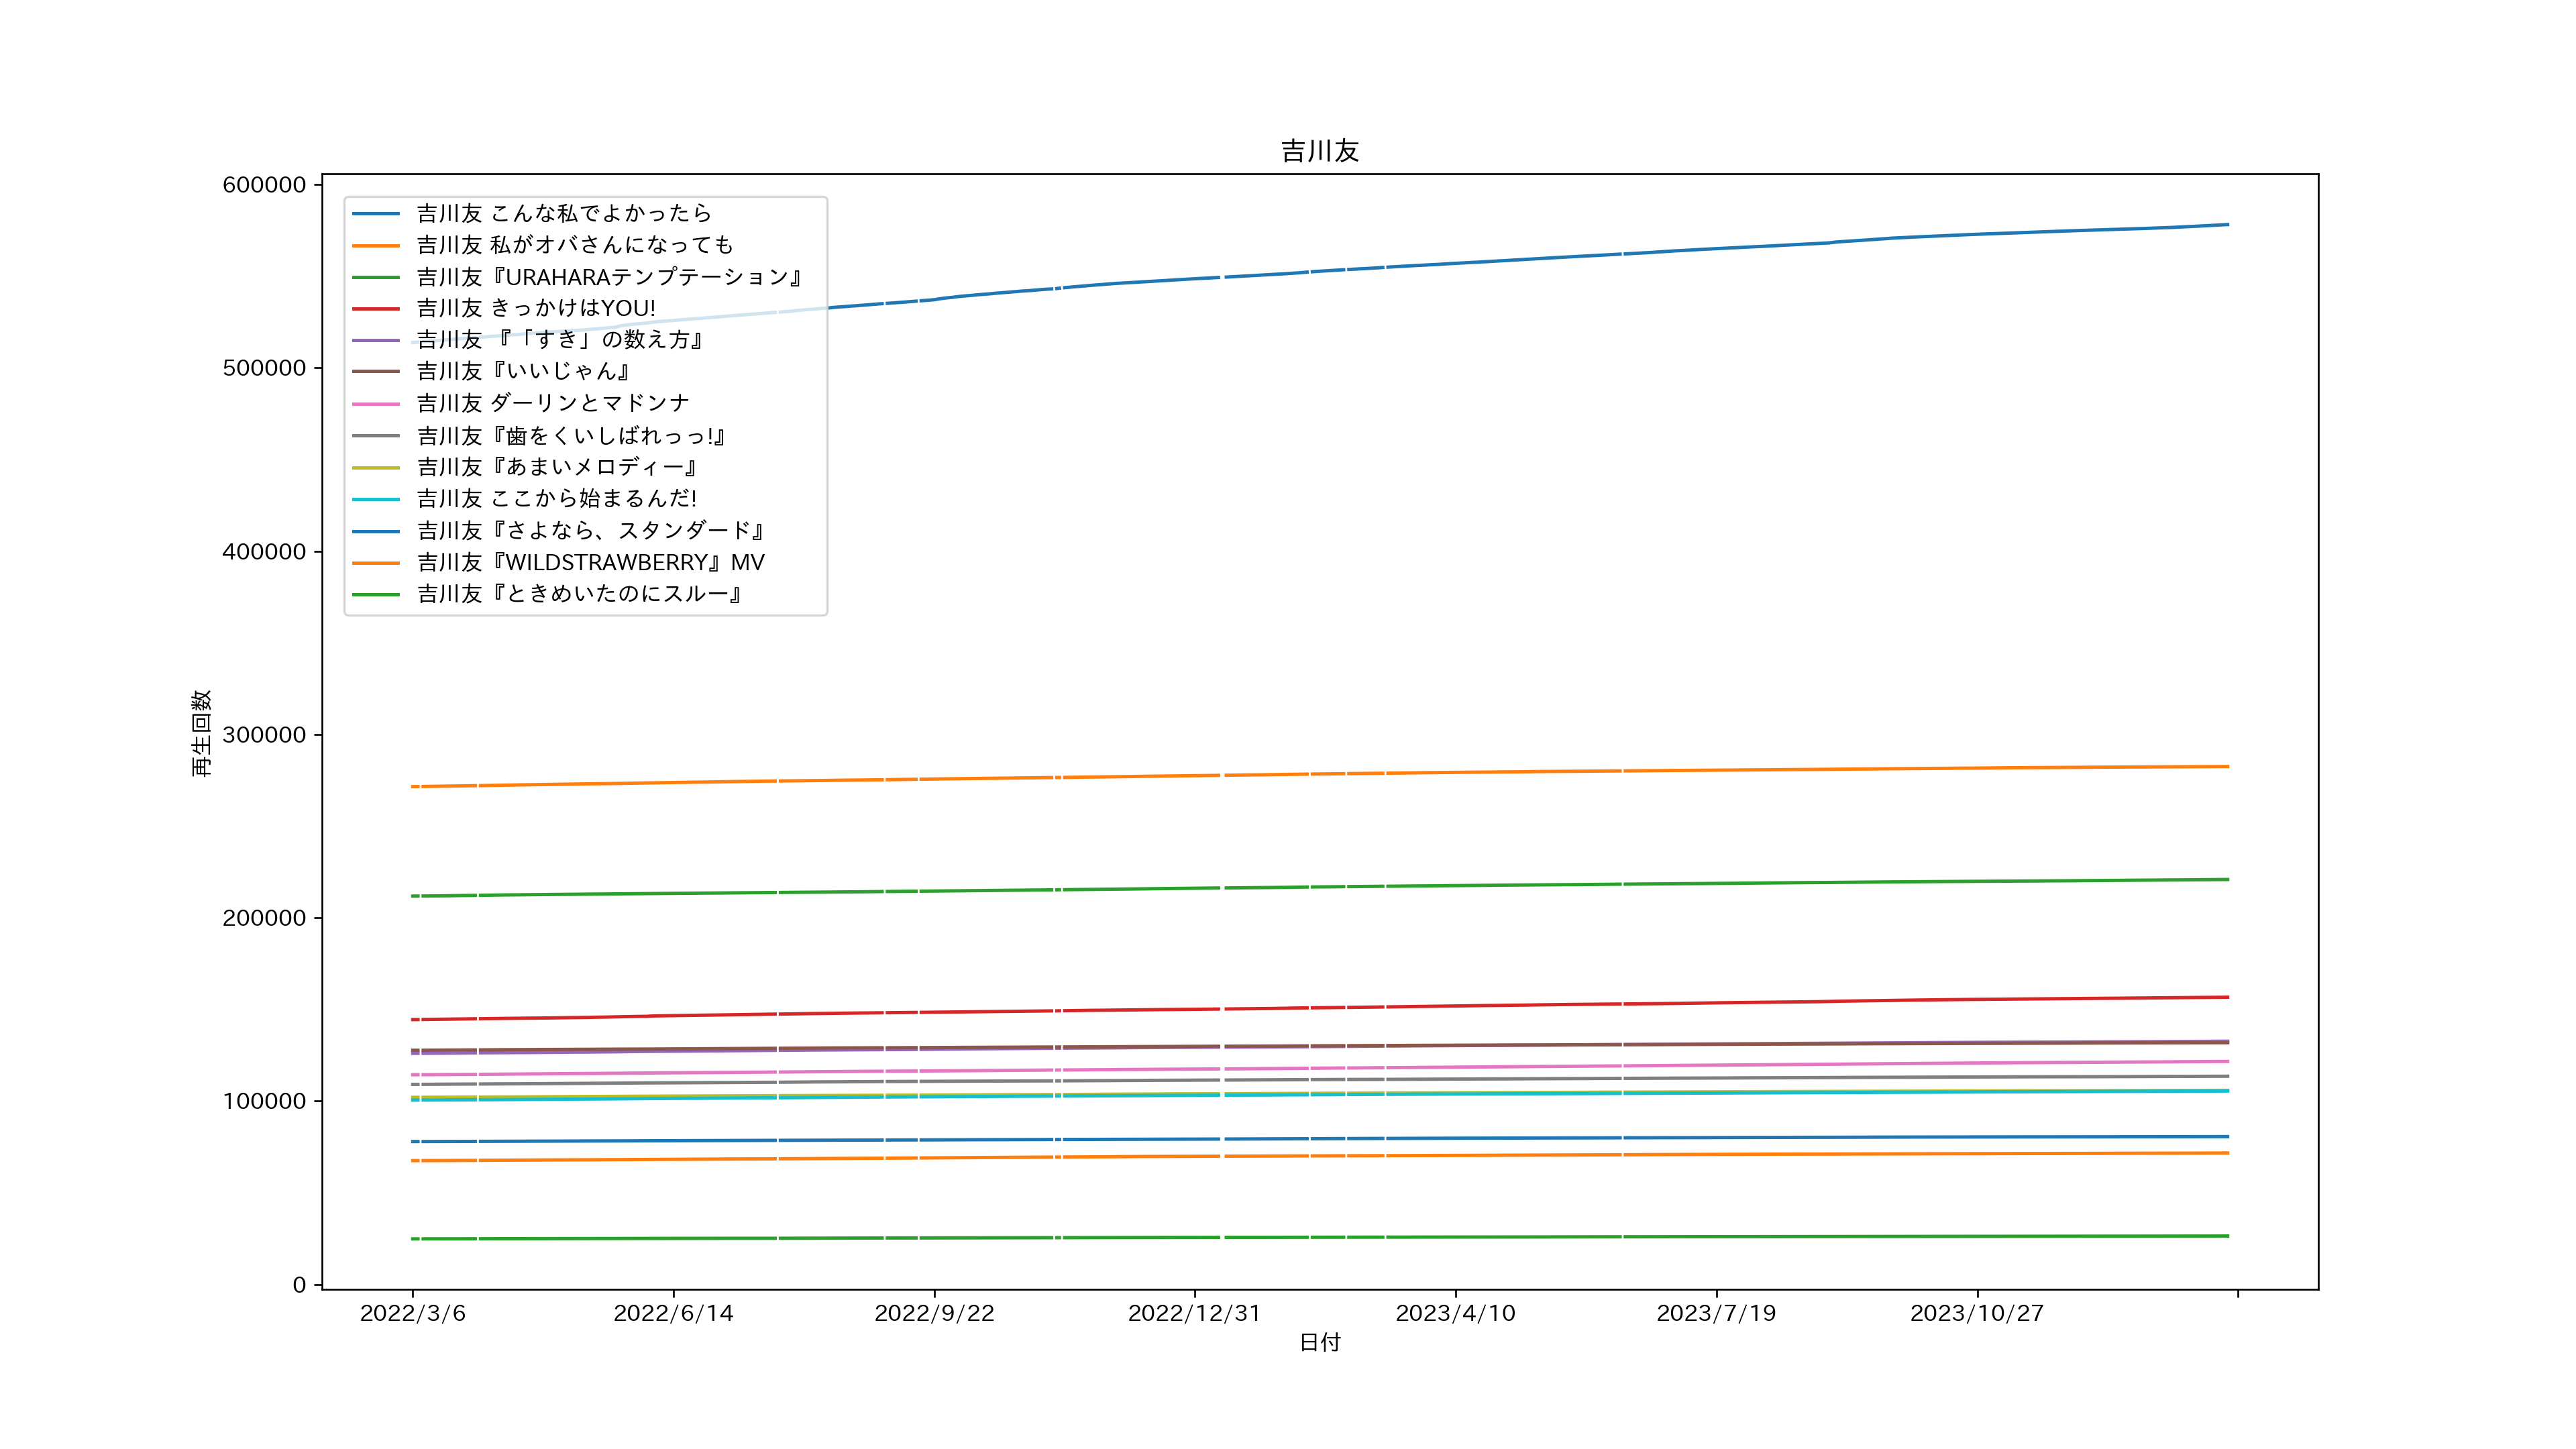 吉川友
600000
500000
400000
300000
200000
100000
0
再生回数
吉川友 こんな私でよかったら
吉川友 私がオバさんになっても
吉川友『URAHARAテンプテーション』
吉川友 きっかけはYOU!
吉川友 『「すき」の数え方』
吉川友『いいじゃん』
吉川友 ダーリンとマドンナ
吉川友『歯をくいしばれっっ!』
吉川友『あまいメロディー』
吉川友 ここから始まるんだ!
吉川友『さよなら、スタンダード』
吉川友『WILDSTRAWBERRY』MV
吉川友『ときめいたのにスルー』
2022/3/6
2022/6/14
2022/9/22
2022/12/31
2023/4/10
2023/7/19
2023/10/27
日付